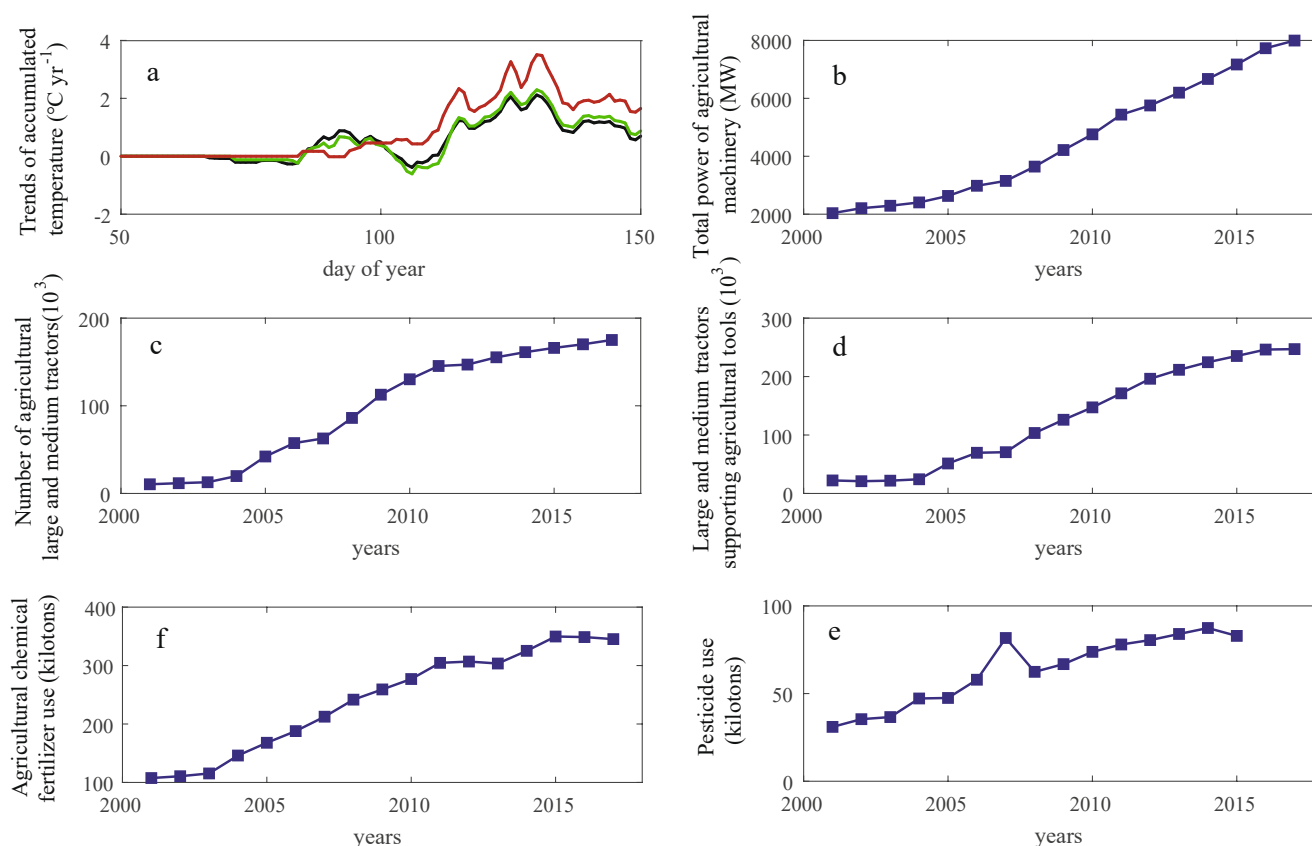 Trends of accumulated
temperature (°C yr-1)
a
4
2
0
-2
50
100
150
day of year
Total power of agricultural
machinery (MW)
b
8000
6000
4000
2000
2000
2005
2010
2015
years
Number of agricultural
large and medium tractors(103)
c
200
100
0
2000
2005
2010
2015
years
Large and medium tractors
supporting agricultural tools (103)
d
300
200
100
0
2000
2005
2010
2015
years
Agricultural chemical
fertilizer use (kilotons)
f
400
300
200
100
2000
2005
2010
2015
years
Pesticide use
(kilotons)
e
100
50
0
2000
2005
2010
2015
years